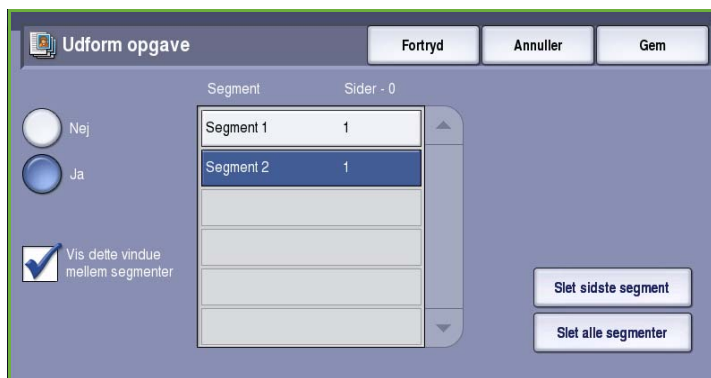 Udform opgave
Fortryd
Annuller
Gem
Segment
Sider - 0
Nej
Ja
Segment 1
1
Segment 2
1
Vis dette vindue
mellem segmenter
Slet sidste segment
Slet alle segmenter